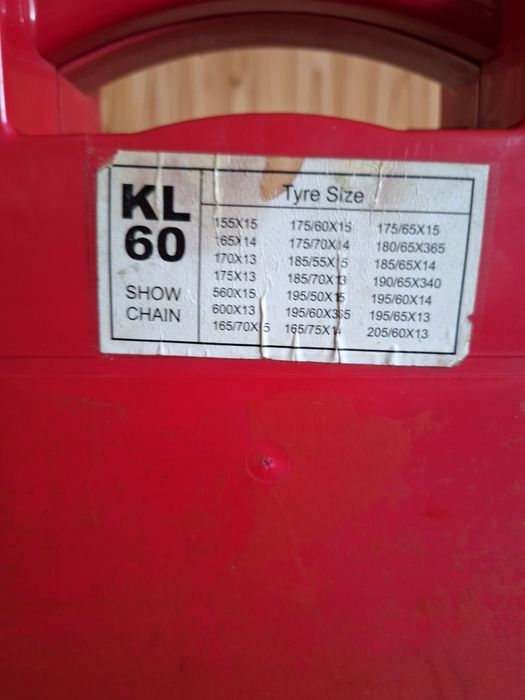 KL
60
SHOW
CHAIN
Tyre Size
155X15 175/60X15 175/65X15
165X14 175/70X14 180/65X365
170X13 185/55X15 185/65X14
175X13 185/70X13 190/65X340
560X15 195/50X15 195/60X14
600X13 195/60X365 195/65X13
165/70X15 165/75X14 205/60X13